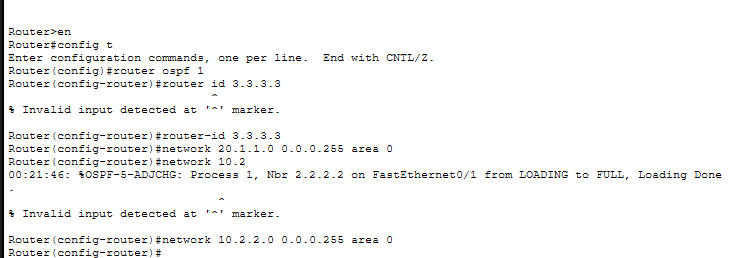 Router>en
Router#config t
Enter configuration commands, one per line.  End with CNTL/Z.
Router(config)#router ospf 1
Router(config-router)#router id 3.3.3.3
                             ^
% Invalid input detected at '^' marker.
Router(config-router)#router-id 3.3.3.3
Router(config-router)#network 20.1.1.0 0.0.0.255 area 0
Router(config-router)#network 10.2
00:21:46: %OSPF-5-ADJCHG: Process 1, Nbr 2.2.2.2 on FastEthernet0/1 from LOADING to FULL, Loading Done
.
                              ^
% Invalid input detected at '^' marker.
Router(config-router)#network 10.2.2.0 0.0.0.255 area 0
Router(config-router)#